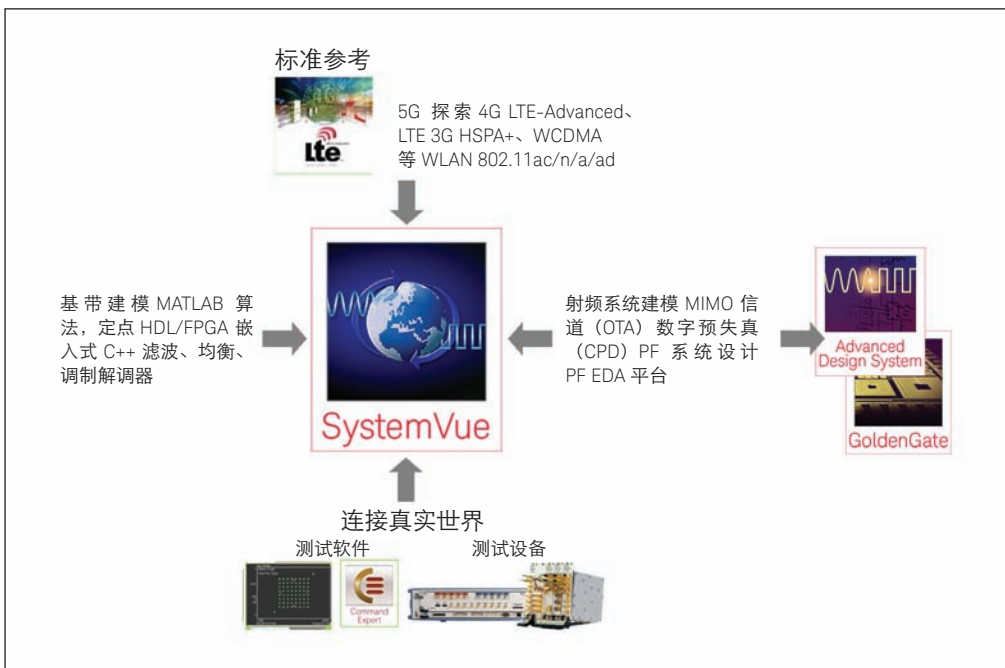 标准参考
4G
Lte
5G 探索 4G LTE-Advanced、
LTE 3G HSPA+、WCDMA
等 WLAN 802.11ac/n/a/ad
基带建模 MATLAB 算
法，定点 HDL/FPGA 嵌
入式 C++ 滤波、均衡、
调制解调器
SystemVue
射频系统建模 MIMO 信
道（OTA）数字预失真
（CPD）PF 系统设计
PF EDA 平台
Advanced
Design System
GoldenGate
连接真实世界
测试软件
测试设备
Command
Expert